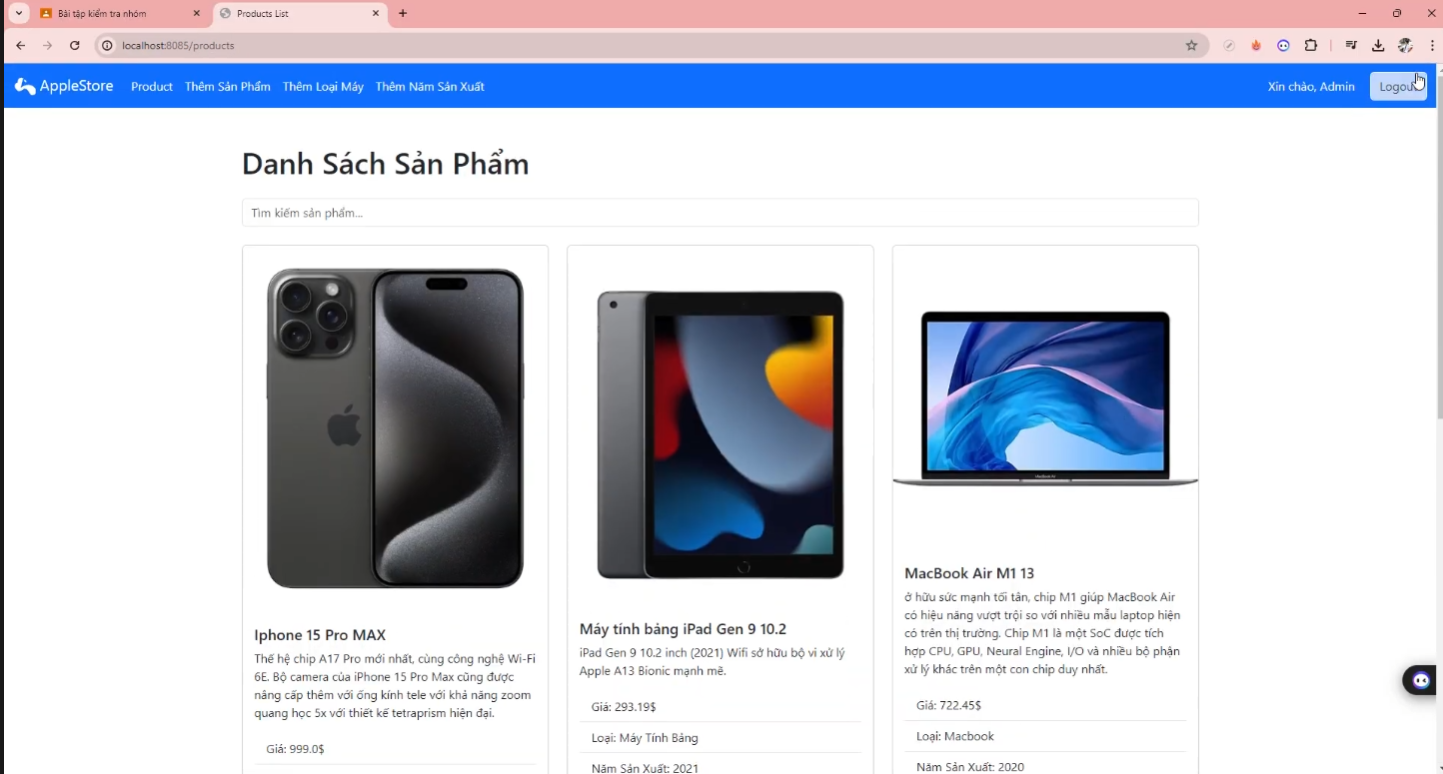 Bài tập kiểm tra nhóm
Products List
localhost:8085/products
AppleStore Product Thêm Sản Phẩm Thêm Loại Máy Thêm Năm Sản Xuất Xin chào, Admin Logout
Danh Sách Sản Phẩm
Tìm kiếm sản phẩm...
Iphone 15 Pro MAX
Thế hệ chip A17 Pro mới nhất, cùng công nghệ Wi-Fi
6E. Bộ camera của iPhone 15 Pro Max cũng được
nâng cấp thêm với ống kính tele với khả năng zoom
quang học 5x với thiết kế tetraprism hiện đại.
Giá: 999.0$
Máy tính bảng iPad Gen 9 10.2
iPad Gen 9 10.2 inch (2021) Wifi sở hữu bộ vi xử lý
Apple A13 Bionic mạnh mẽ.
Giá: 293.19$
Loại: Máy Tính Bảng
Năm Sản Xuất: 2021
MacBook Air M1 13
ở hữu sức mạnh tối tân, chip M1 giúp MacBook Air
có hiệu năng vượt trội so với nhiều mẫu laptop hiện
có trên thị trường. Chip M1 là một SoC được tích
hợp CPU, GPU, Neural Engine, I/O và nhiều bộ phận
xử lý khác trên một con chip duy nhất.
Giá: 722.45$
Loại: Macbook
Năm Sản Xuất: 2020